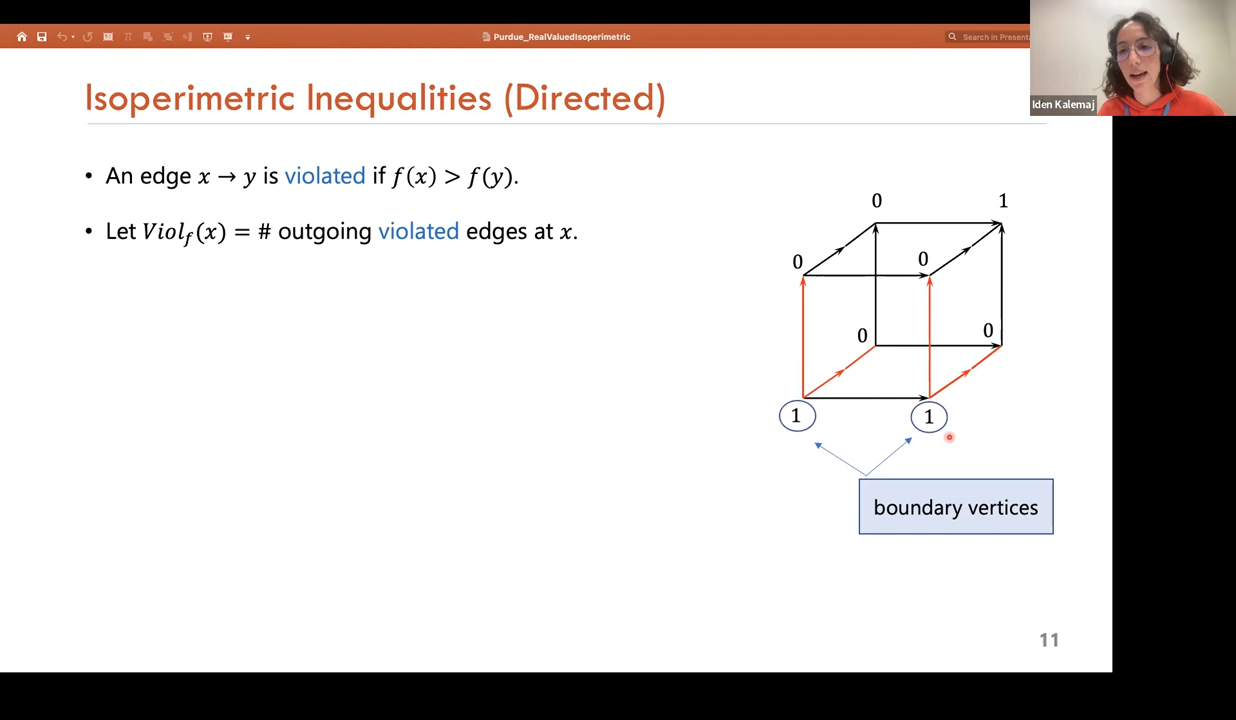 Purdue_RealValuedIsoperimetric
Search in Presenta
Iden Kalemaj
Isoperimetric Inequalities (Directed)
• An edge x → y is violated if f(x) > f(y).
• Let Viol_f(x) = # outgoing violated edges at x.
0 1
0 0
0 0
1 1
boundary vertices
11